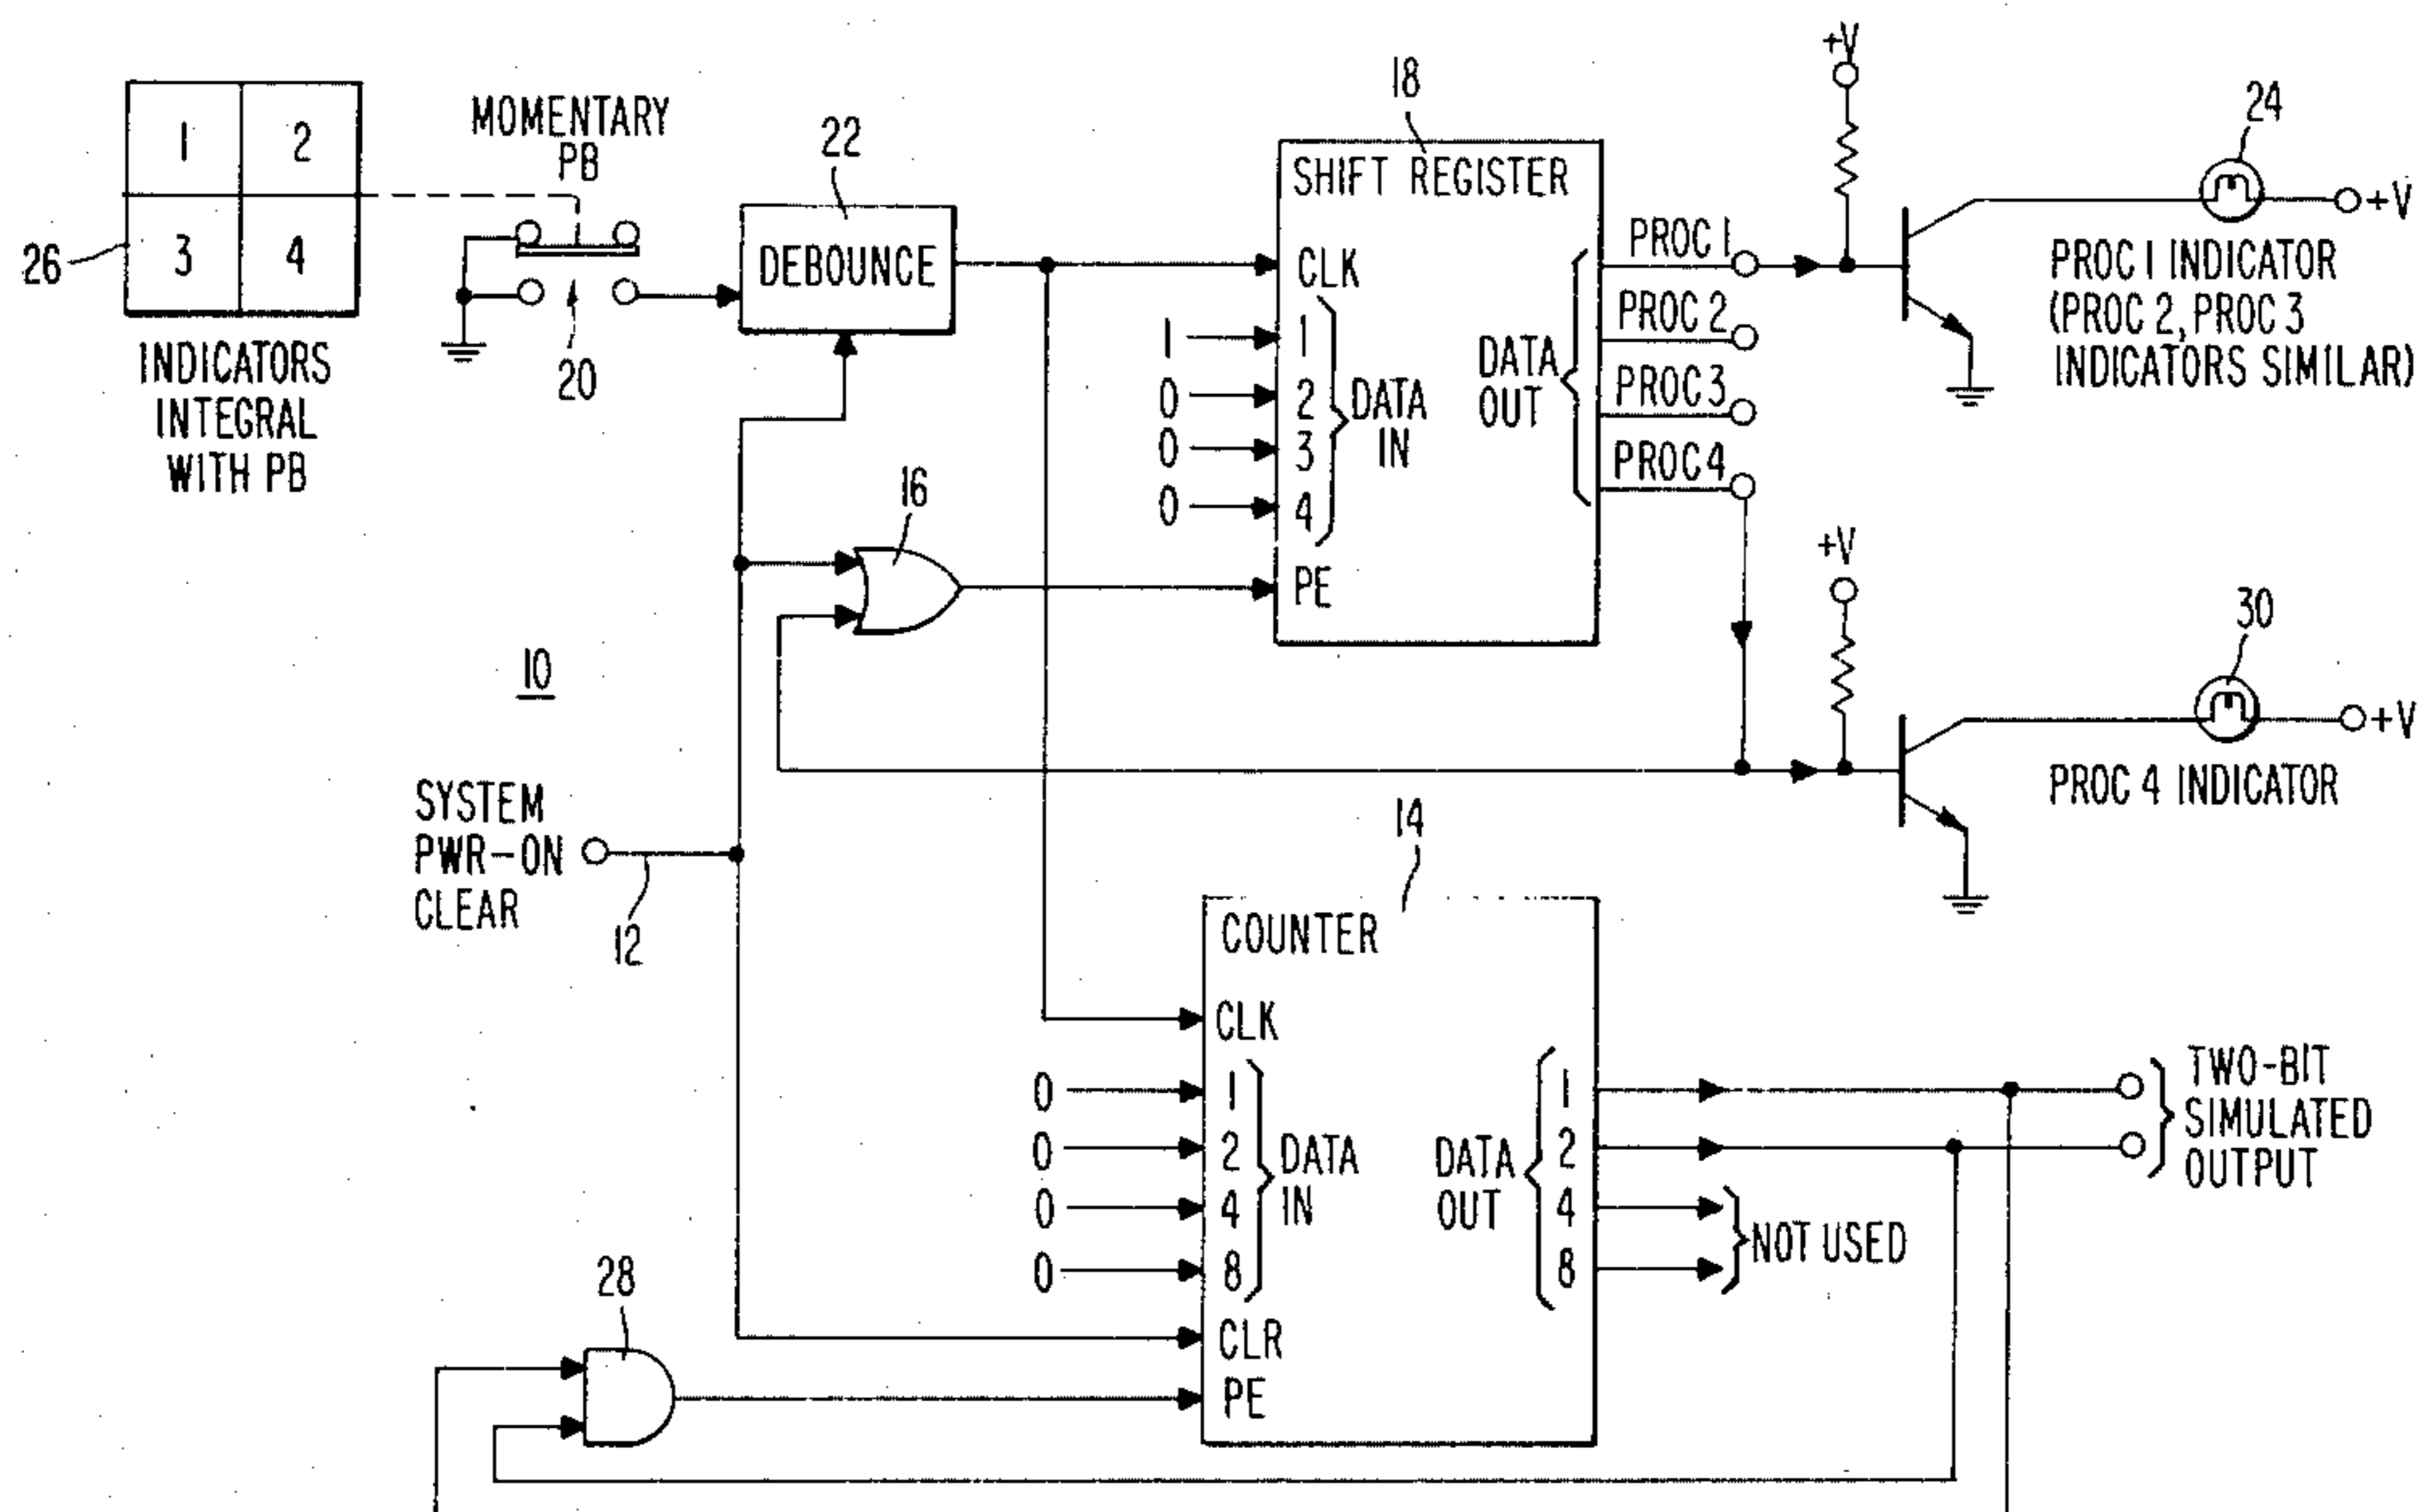 1 2
3 4
26
INDICATORS
INTEGRAL
WITH PB
MOMENTARY
PB
20
22
DEBOUNCE
18
SHIFT REGISTER
CLK
1 1
0 2
0 3
0 4
DATA
IN
PE
DATA
OUT
PROC 1
PROC 2
PROC 3
PROC 4
+V
24
+V
PROC 1 INDICATOR
(PROC 2, PROC 3
INDICATORS SIMILAR)
16
10
+V
30
+V
PROC 4 INDICATOR
SYSTEM
PWR-ON
CLEAR
12
14
COUNTER
CLK
0 1
0 2
0 4
0 8
DATA
IN
CLR
PE
DATA
OUT
1
2
4
8
NOT USED
TWO-BIT
SIMULATED
OUTPUT
28